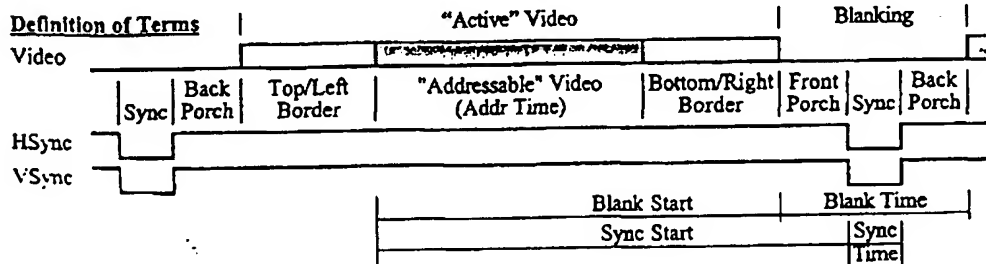 Definition of Terms
"Active" Video
Blanking
Video
Sync
Back Porch
Top/Left Border
"Addressable" Video (Addr Time)
Bottom/Right Border
Front Porch
Sync
Back Porch
HSync
VSync
Blank Start
Blank Time
Sync Start
Sync Time